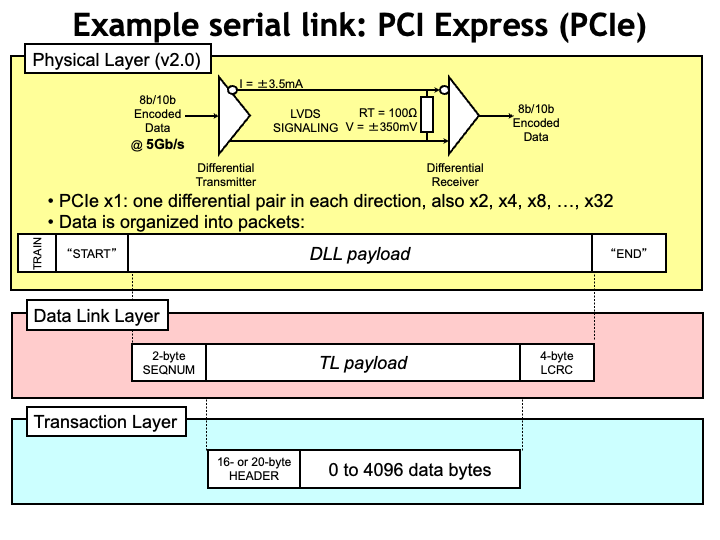 Example serial link: PCI Express (PCIe)
Physical Layer (v2.0)
I = ±3.5mA
8b/10b
Encoded
Data
@ 5Gb/s
LVDS
SIGNALING
RT = 100Ω
V = ±350mV
8b/10b
Encoded
Data
Differential
Transmitter
Differential
Receiver
• PCIe x1: one differential pair in each direction, also x2, x4, x8, …, x32
• Data is organized into packets:
TRAIN
“START”
DLL payload
“END”
Data Link Layer
2-byte
SEQNUM
TL payload
4-byte
LCRC
Transaction Layer
16- or 20-byte
HEADER
0 to 4096 data bytes